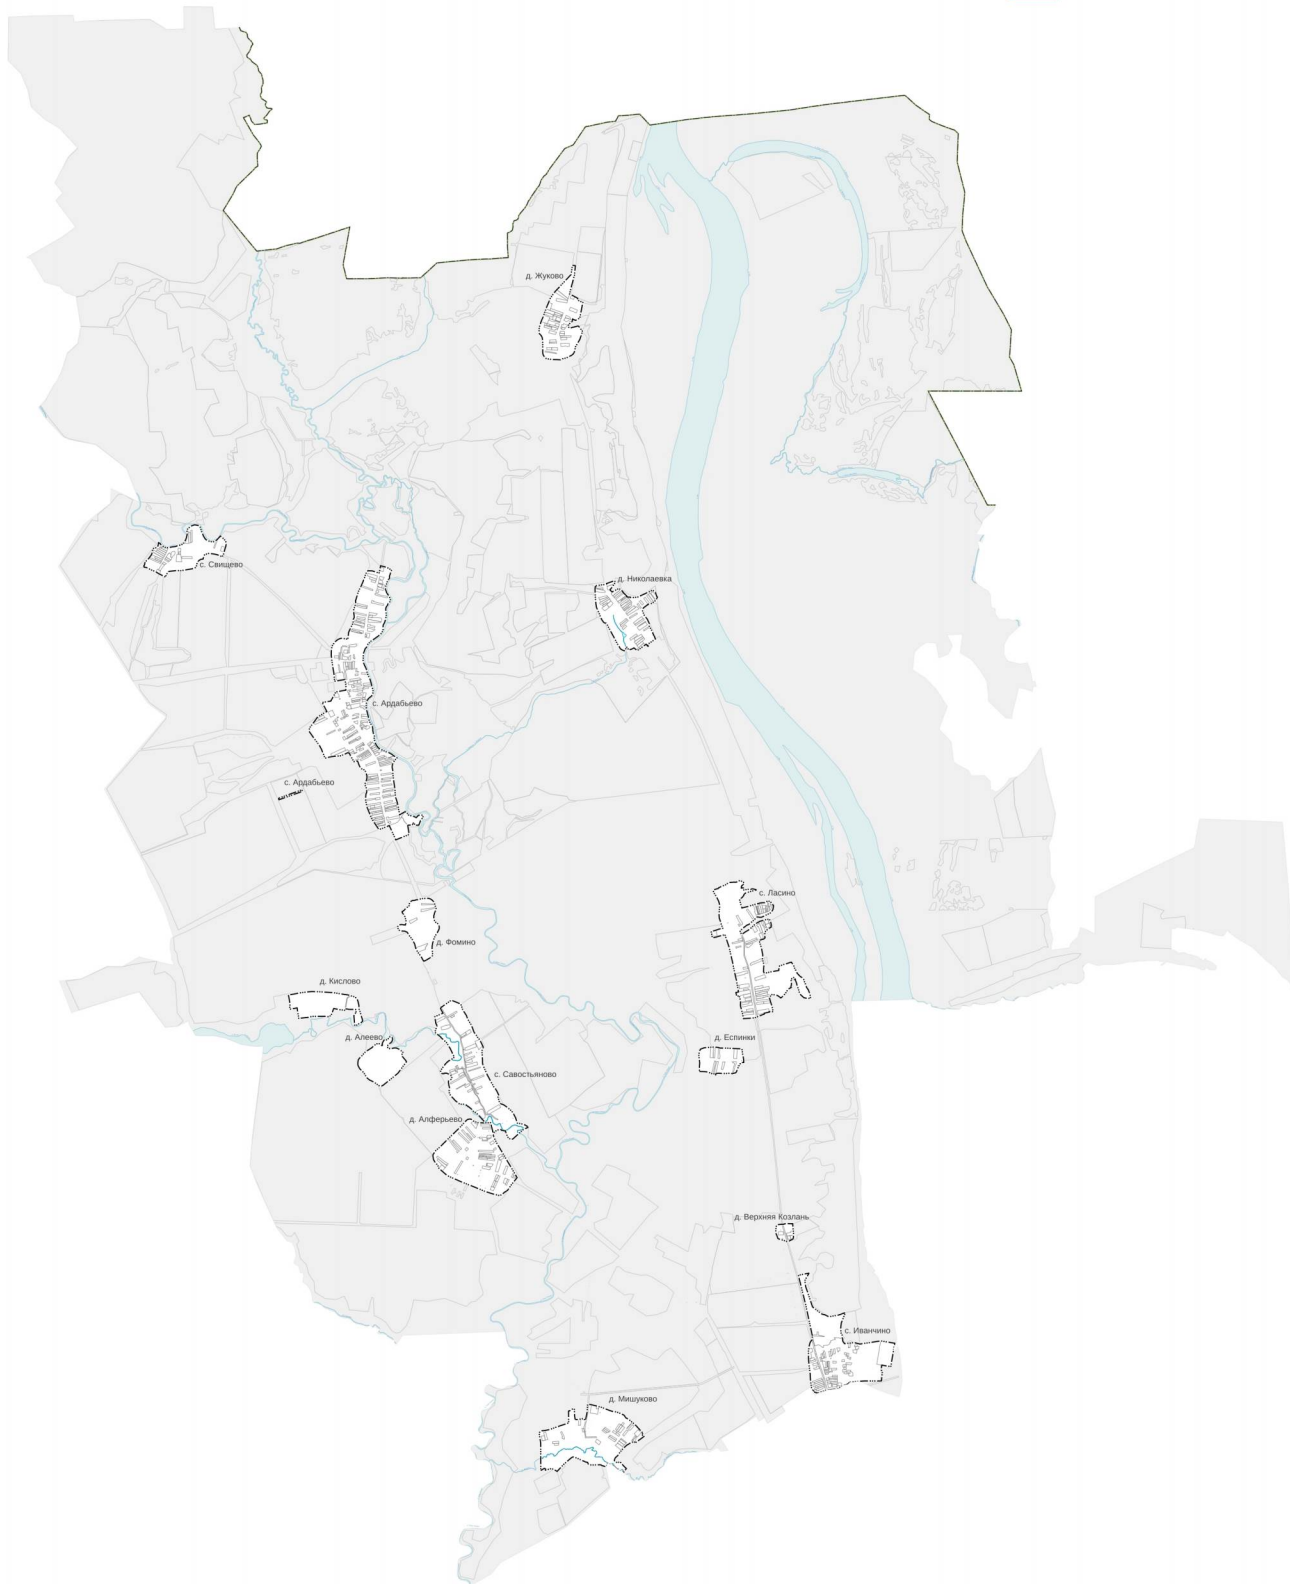 д. Жуково
с. Свищево
д. Николаевка
с. Ардабьево
с. Ардабьево
с. Ласино
д. Фомино
д. Кислово
д. Алеево
д. Еспинки
с. Савостьяново
д. Алферьево
д. Верхняя Козлань
с. Иванчино
д. Мишуково